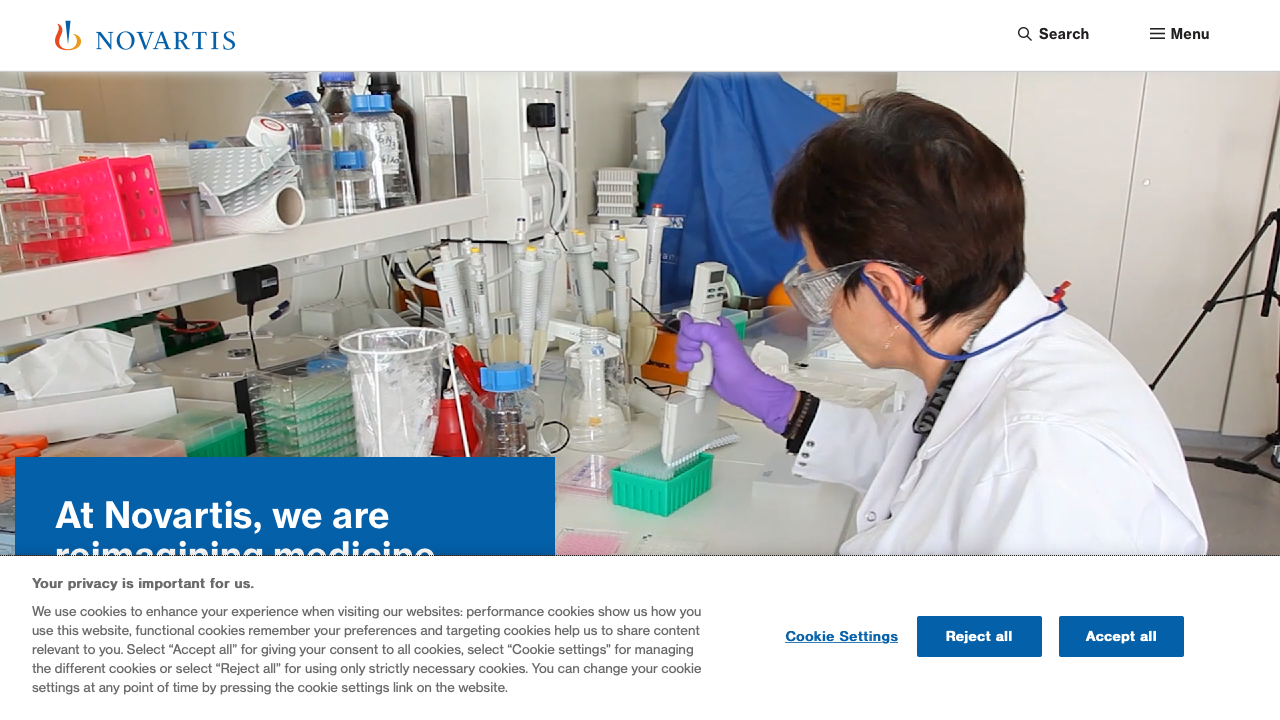 NOVARTIS
Search
Menu
At Novartis, we are
reimagining medicine
Your privacy is important for us.
We use cookies to enhance your experience when visiting our websites: performance cookies show us how you
use this website, functional cookies remember your preferences and targeting cookies help us to share content
relevant to you. Select “Accept all” for giving your consent to all cookies, select “Cookie settings” for managing
the different cookies or select “Reject all” for using only strictly necessary cookies. You can change your cookie
settings at any point of time by pressing the cookie settings link on the website.
Cookie Settings
Reject all
Accept all